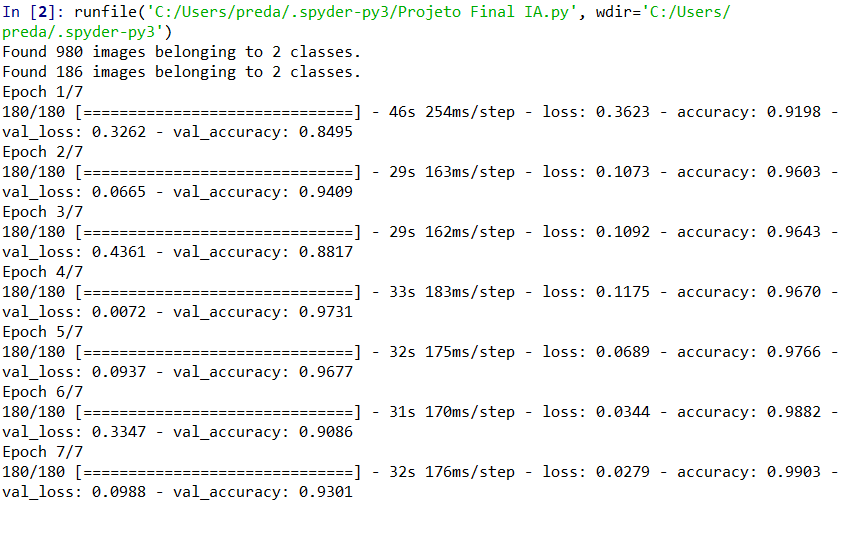 In [2]: runfile('C:/Users/preda/.spyder-py3/Projeto Final IA.py', wdir='C:/Users/
preda/.spyder-py3')
Found 980 images belonging to 2 classes.
Found 186 images belonging to 2 classes.
Epoch 1/7
180/180 [==============================] - 46s 254ms/step - loss: 0.3623 - accuracy: 0.9198 -
val_loss: 0.3262 - val_accuracy: 0.8495
Epoch 2/7
180/180 [==============================] - 29s 163ms/step - loss: 0.1073 - accuracy: 0.9603 -
val_loss: 0.0665 - val_accuracy: 0.9409
Epoch 3/7
180/180 [==============================] - 29s 162ms/step - loss: 0.1092 - accuracy: 0.9643 -
val_loss: 0.4361 - val_accuracy: 0.8817
Epoch 4/7
180/180 [==============================] - 33s 183ms/step - loss: 0.1175 - accuracy: 0.9670 -
val_loss: 0.0072 - val_accuracy: 0.9731
Epoch 5/7
180/180 [==============================] - 32s 175ms/step - loss: 0.0689 - accuracy: 0.9766 -
val_loss: 0.0937 - val_accuracy: 0.9677
Epoch 6/7
180/180 [==============================] - 31s 170ms/step - loss: 0.0344 - accuracy: 0.9882 -
val_loss: 0.3347 - val_accuracy: 0.9086
Epoch 7/7
180/180 [==============================] - 32s 176ms/step - loss: 0.0279 - accuracy: 0.9903 -
val_loss: 0.0988 - val_accuracy: 0.9301